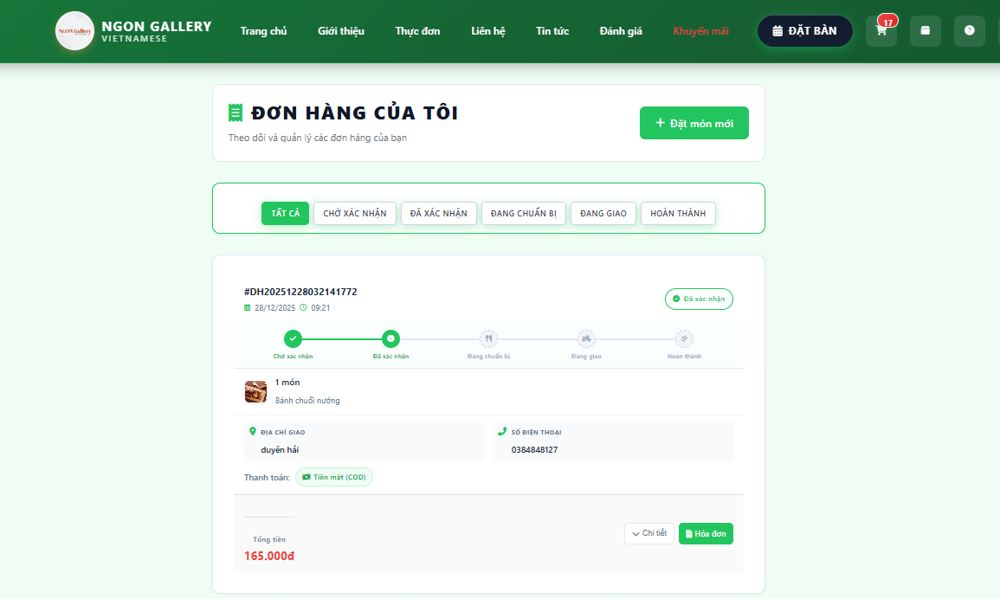 NGON Gallery
NGON GALLERY
VIETNAMESE
Trang chủ
Giới thiệu
Thực đơn
Liên hệ
Tin tức
Đánh giá
Khuyến mãi
ĐẶT BÀN
17
ĐƠN HÀNG CỦA TÔI
Theo dõi và quản lý các đơn hàng của bạn
+ Đặt món mới
TẤT CẢ
CHỜ XÁC NHẬN
ĐÃ XÁC NHẬN
ĐANG CHUẨN BỊ
ĐANG GIAO
HOÀN THÀNH
#DH20251228032141772
28/12/2025 09:21
Đã xác nhận
Chờ xác nhận
Đã xác nhận
Đang chuẩn bị
Đang giao
Hoàn thành
1 món
Bánh chuối nướng
ĐỊA CHỈ GIAO
duyên hải
SỐ ĐIỆN THOẠI
0384848127
Thanh toán: Tiền mặt (COD)
Tổng tiền
165.000đ
Chi tiết
Hóa đơn